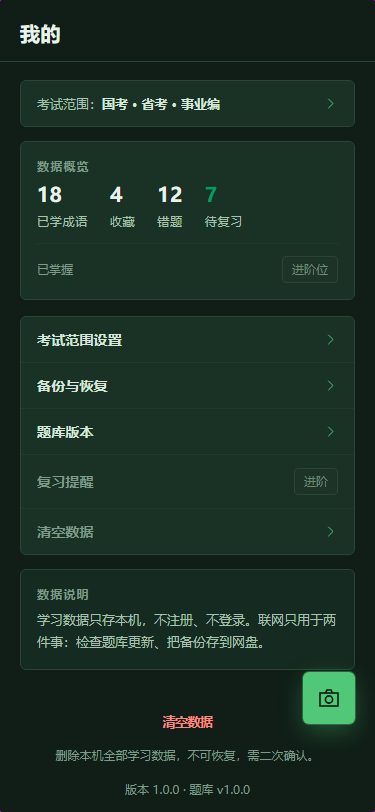 我的
考试范围：国考 • 省考 • 事业编
数据概览
18 4 12 7
已学成语 收藏 错题 待复习
已掌握 进阶位
考试范围设置
备份与恢复
题库版本
复习提醒 进阶
清空数据
数据说明
学习数据只存本机，不注册、不登录。联网只用于两
件事：检查题库更新、把备份存到网盘。
清空数据
删除本机全部学习数据，不可恢复，需二次确认。
版本 1.0.0 · 题库 v1.0.0